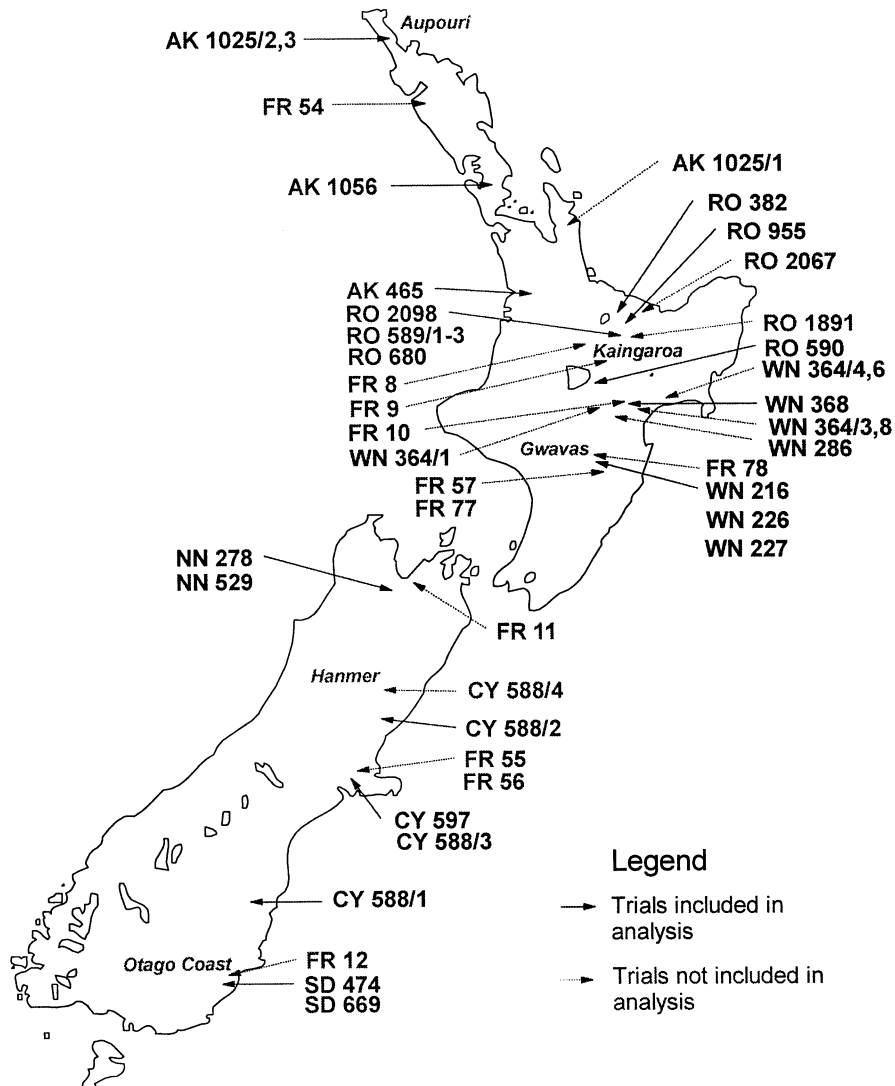 Aupouri
AK 1025/2,3
FR 54
AK 1056
AK 1025/1
RO 382
RO 955
RO 2067
AK 465
RO 2098
RO 589/1-3
RO 680
FR 8
FR 9
FR 10
WN 364/1
Kaingaroa
RO 1891
RO 590
WN 364/4,6
WN 368
WN 364/3,8
WN 286
Gwavas
FR 78
WN 216
WN 226
WN 227
FR 57
FR 77
NN 278
NN 529
FR 11
Hanmer
CY 588/4
CY 588/2
FR 55
FR 56
CY 597
CY 588/3
CY 588/1
Otago Coast
FR 12
SD 474
SD 669
Legend
Trials included in
analysis
Trials not included in
analysis